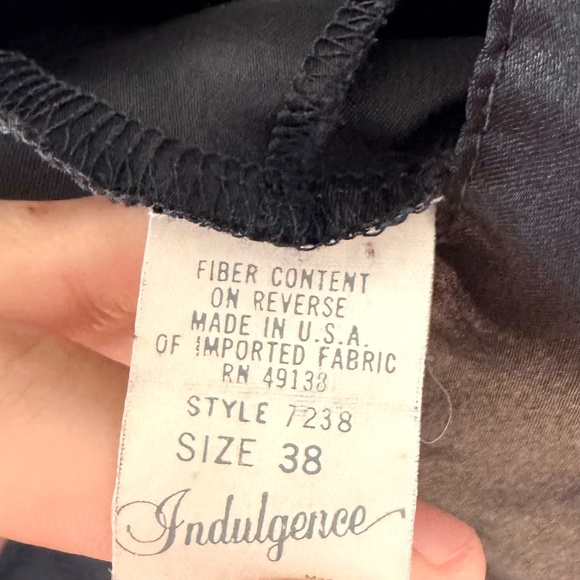 FIBER CONTENT
ON REVERSE
MADE IN U.S.A.
OF IMPORTED FABRIC
RN 49138
STYLE 7238
SIZE 38
Indulgence